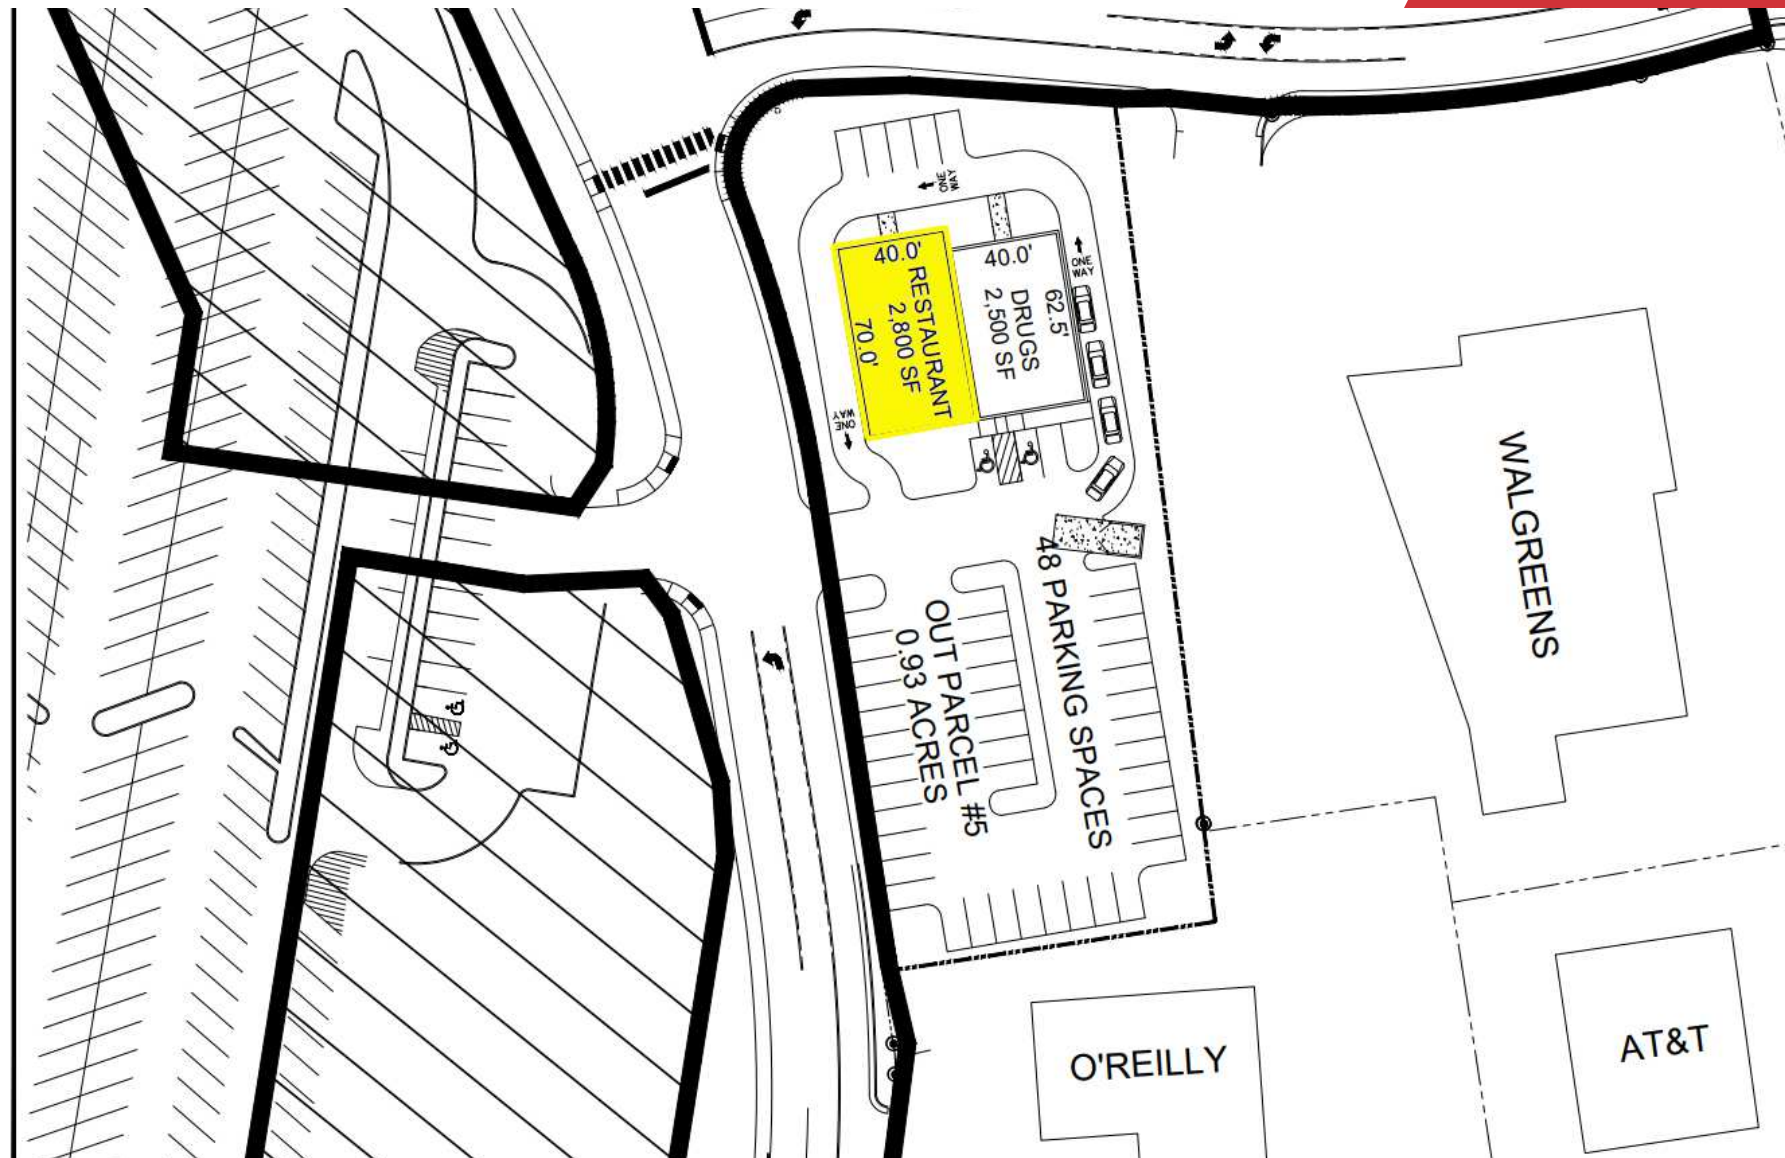 ONE
WAY
40.0'
RESTAURANT
2,800 SF
70.0'
40.0'
62.5'
DRUGS
2,500 SF
ONE
WAY
ONE
WAY
48 PARKING SPACES
OUT PARCEL #5
0.93 ACRES
WALGREENS
O'REILLY
AT&T